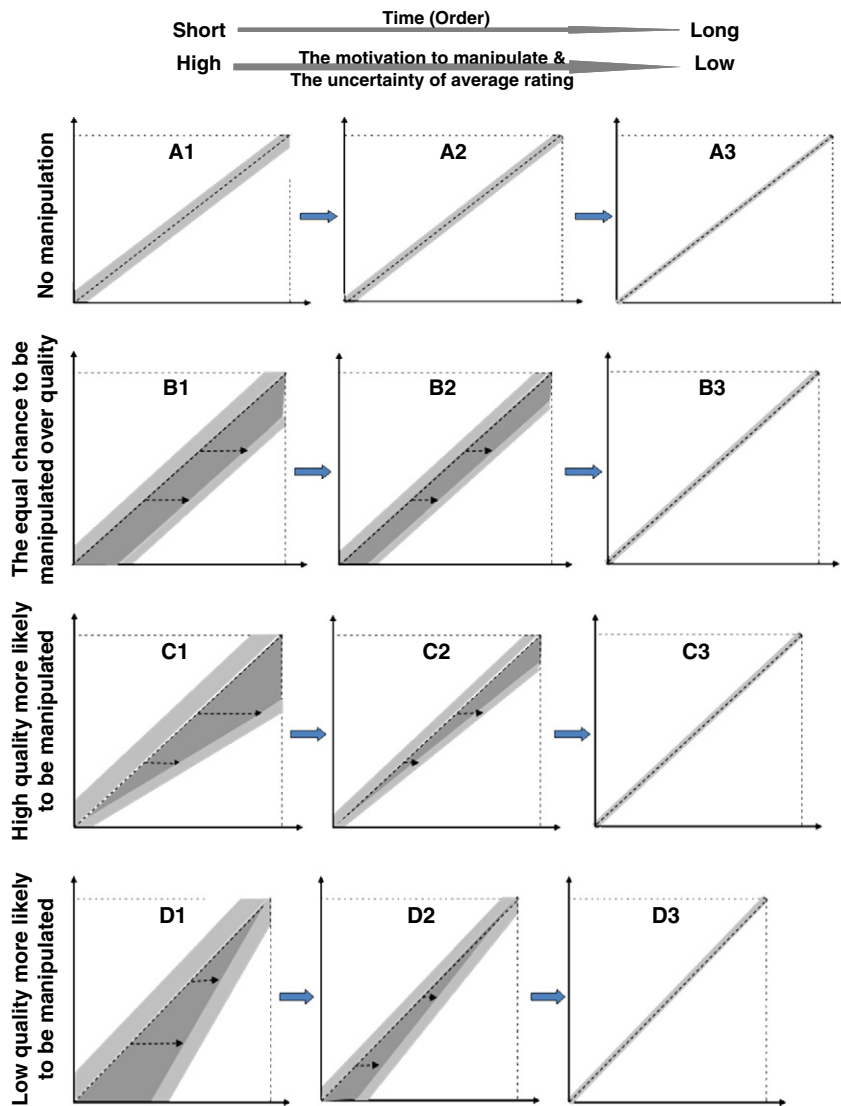 Time (Order)
Short
Long
High
The motivation to manipulate &
The uncertainty of average rating
Low
No manipulation
A1
A2
A3
The equal chance to be
manipulated over quality
B1
B2
B3
High quality more likely
to be manipulated
C1
C2
C3
Low quality more likely
to be manipulated
D1
D2
D3